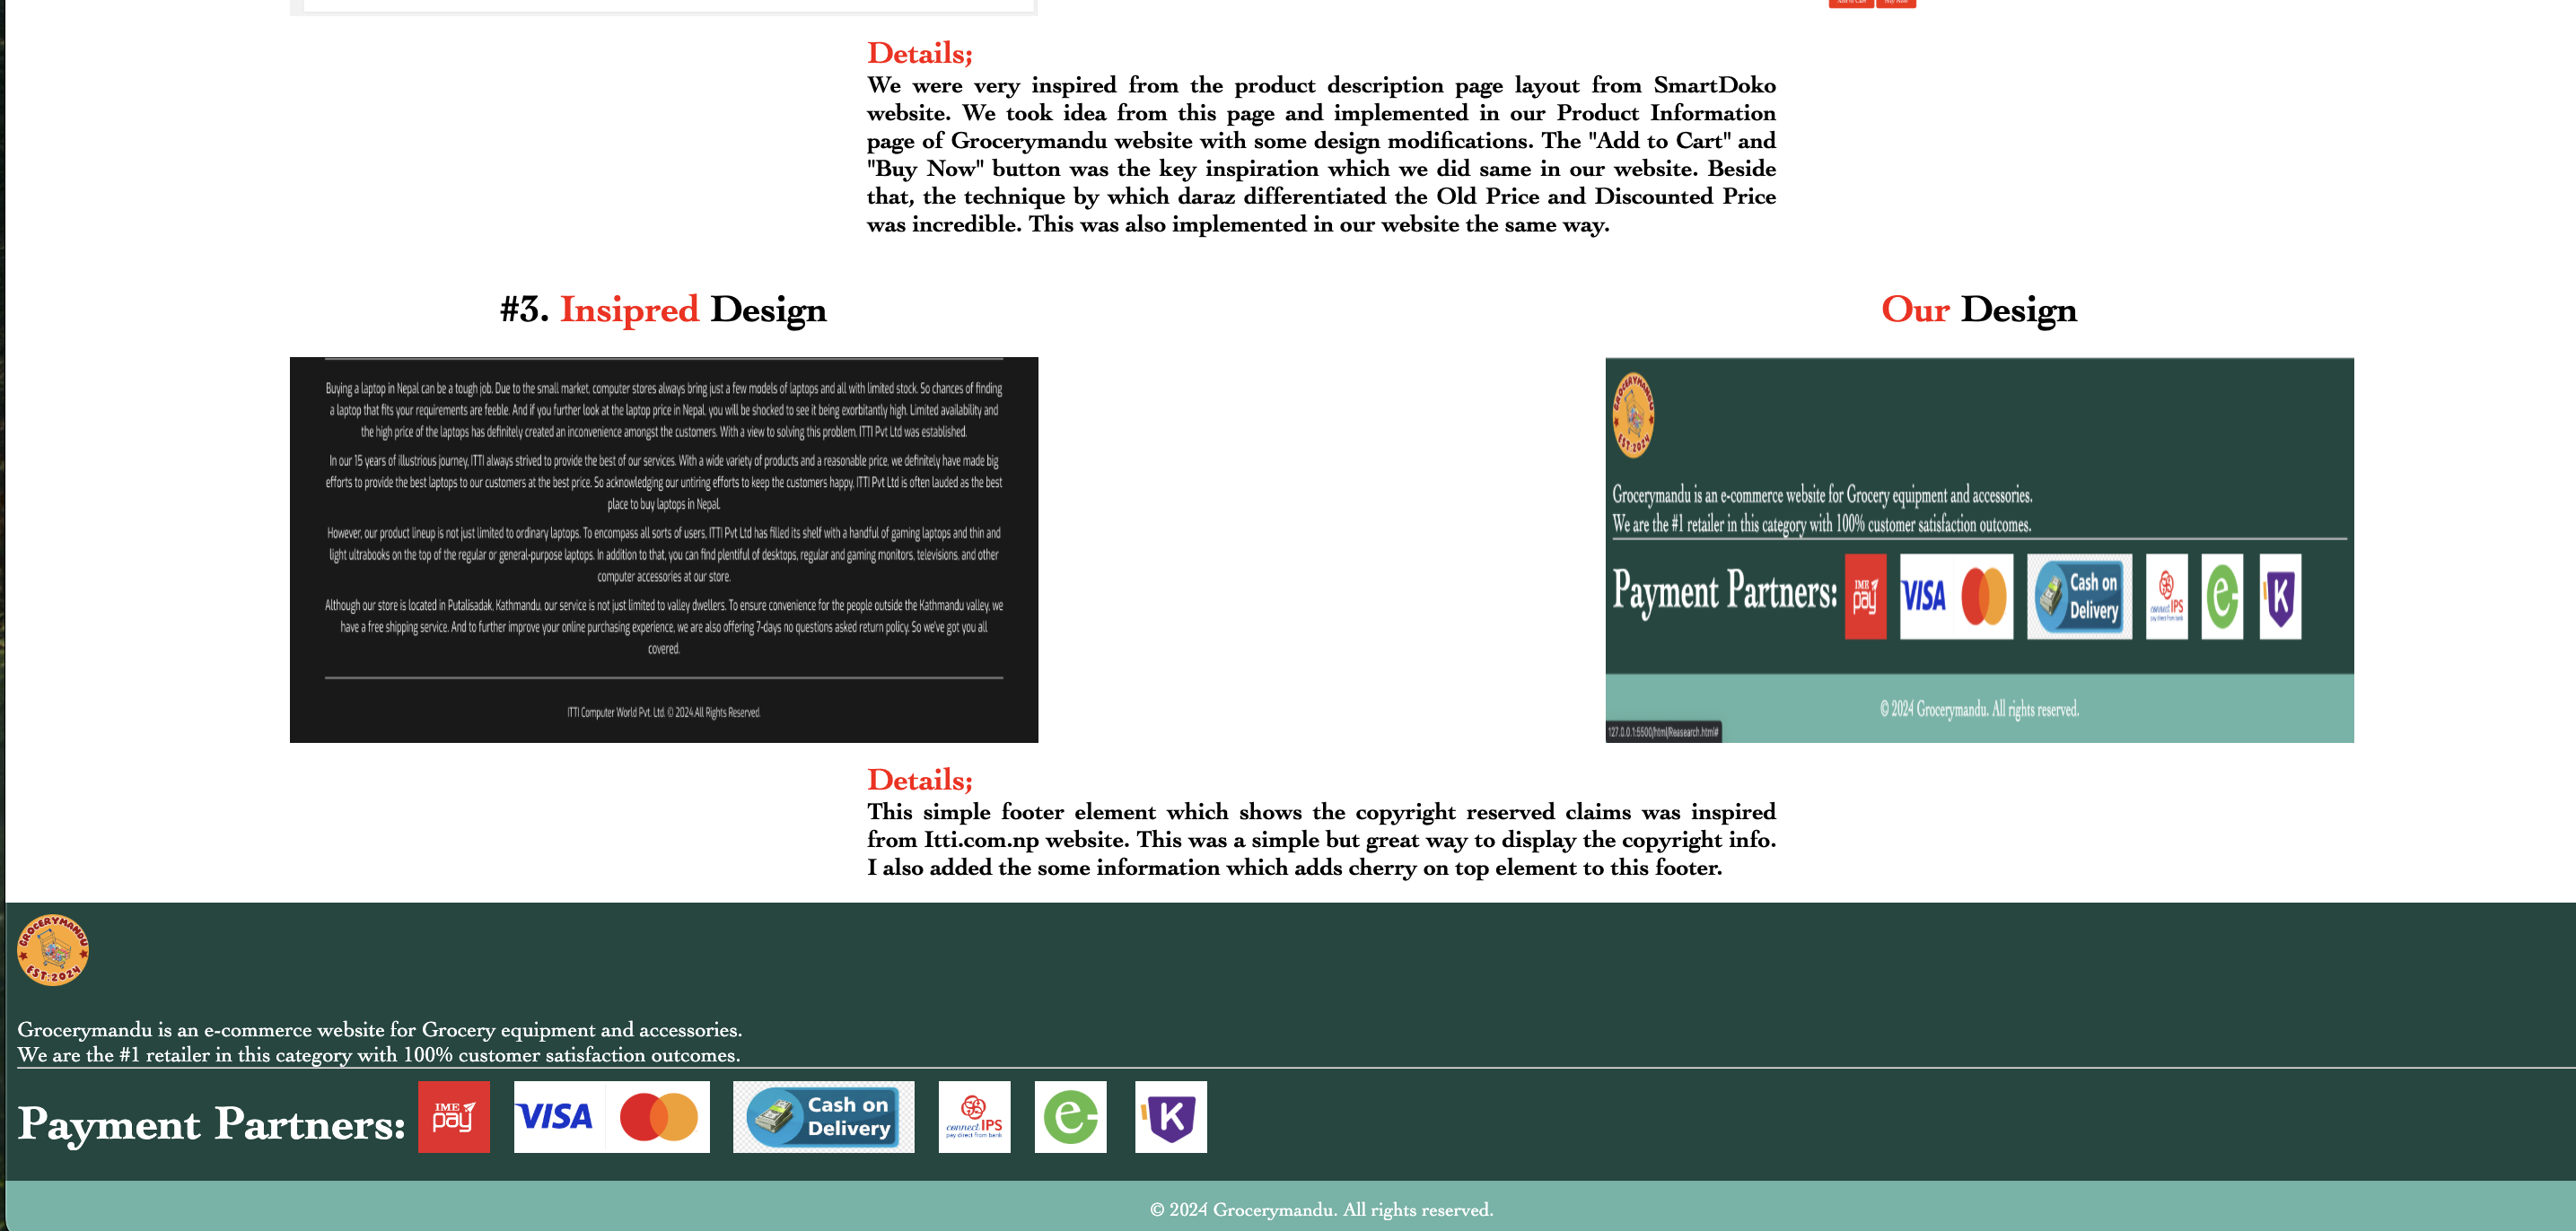 Add to Cart Buy Now
Details;
We were very inspired from the product description page layout from SmartDoko
website. We took idea from this page and implemented in our Product Information
page of Grocerymandu website with some design modifications. The "Add to Cart" and
"Buy Now" button was the key inspiration which we did same in our website. Beside
that, the technique by which daraz differentiated the Old Price and Discounted Price
was incredible. This was also implemented in our website the same way.
#3. Insipred Design
Our Design
Buying a laptop in Nepal can be a tough job. Due to the small market, computer stores always bring just a few models of laptops and all with limited stock. So chances of finding
a laptop that fits your requirements are feeble. And if you further look at the laptop price in Nepal, you will be shocked to see it being exorbitantly high. Limited availability and
the high price of the laptops has definitely created an inconvenience amongst the customers. With a view to solving this problem, ITTI Pvt Ltd was established.
In our 15 years of illustrious journey, ITTI always strived to provide the best of our services. With a wide variety of products and a reasonable price, we definitely have made big
efforts to provide the best laptops to our customers at the best price. So acknowledging our untiring efforts to keep the customers happy, ITTI Pvt Ltd is often lauded as the best
place to buy laptops in Nepal.
However, our product lineup is not just limited to ordinary laptops. To encompass all sorts of users, ITTI Pvt Ltd has filled its shelf with a handful of gaming laptops and thin and
light ultrabooks on the top of the regular or general-purpose laptops. In addition to that, you can find plentiful of desktops, regular and gaming monitors, televisions, and other
computer accessories at our store.
Although our store is located in Putalisadak, Kathmandu, our service is not just limited to valley dwellers. To ensure convenience for the people outside the Kathmandu valley, we
have a free shipping service. And to further improve your online purchasing experience, we are also offering 7-days no questions asked return policy. So we've got you all
covered.
ITTI Computer World Pvt. Ltd. © 2024.All Rights Reserved.
GROCERYMANDU
EST:2024
Grocerymandu is an e-commerce website for Grocery equipment and accessories.
We are the #1 retailer in this category with 100% customer satisfaction outcomes.
Payment Partners: IME pay VISA Cash on Delivery connect IPS pay direct from bank e K
© 2024 Grocerymandu. All rights reserved.
127.0.0.1:5500/html/Reasearch.html#
Details;
This simple footer element which shows the copyright reserved claims was inspired
from Itti.com.np website. This was a simple but great way to display the copyright info.
I also added the some information which adds cherry on top element to this footer.
GROCERYMANDU
EST:2024
Grocerymandu is an e-commerce website for Grocery equipment and accessories.
We are the #1 retailer in this category with 100% customer satisfaction outcomes.
Payment Partners: IME pay VISA Cash on Delivery connect IPS pay direct from bank e K
© 2024 Grocerymandu. All rights reserved.